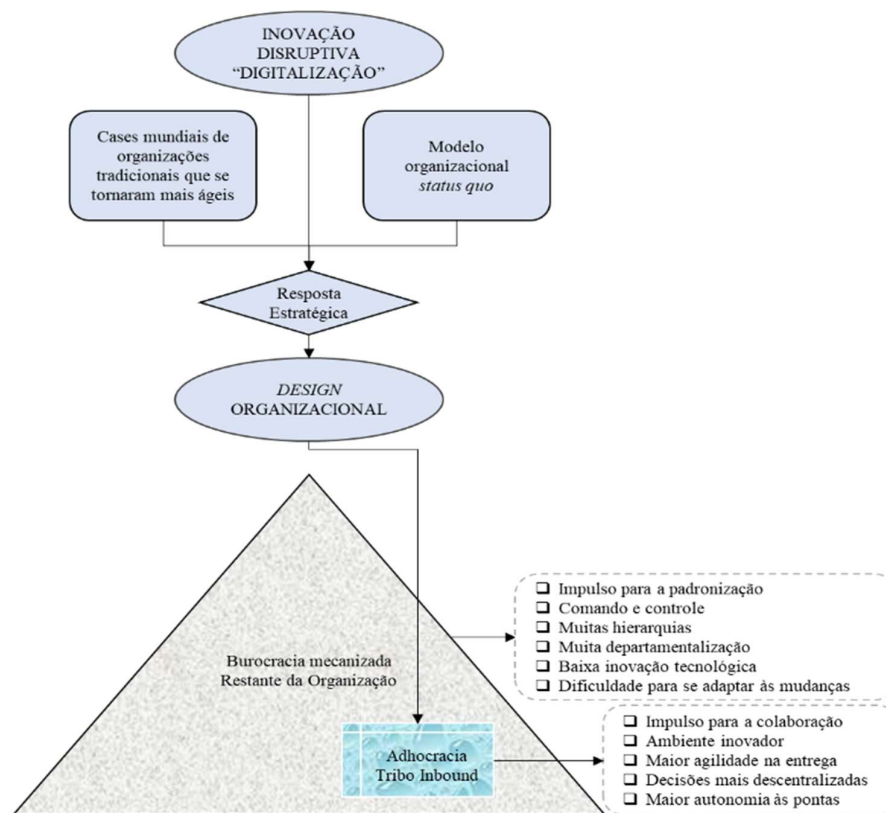 INOVAÇÃO
DISRUPTIVA
“DIGITALIZAÇÃO”
Cases mundiais de
organizações
tradicionais que se
tornaram mais ágeis
Modelo
organizacional
status quo
Resposta
Estratégica
DESIGN
ORGANIZACIONAL
Burocracia mecanizada
Restante da Organização
Impulso para a padronização
Comando e controle
Muitas hierarquias
Muita departamentalização
Baixa inovação tecnológica
Dificuldade para se adaptar às mudanças
Adhocracia
Tribo Inbound
Impulso para a colaboração
Ambiente inovador
Maior agilidade na entrega
Decisões mais descentralizadas
Maior autonomia às pontas